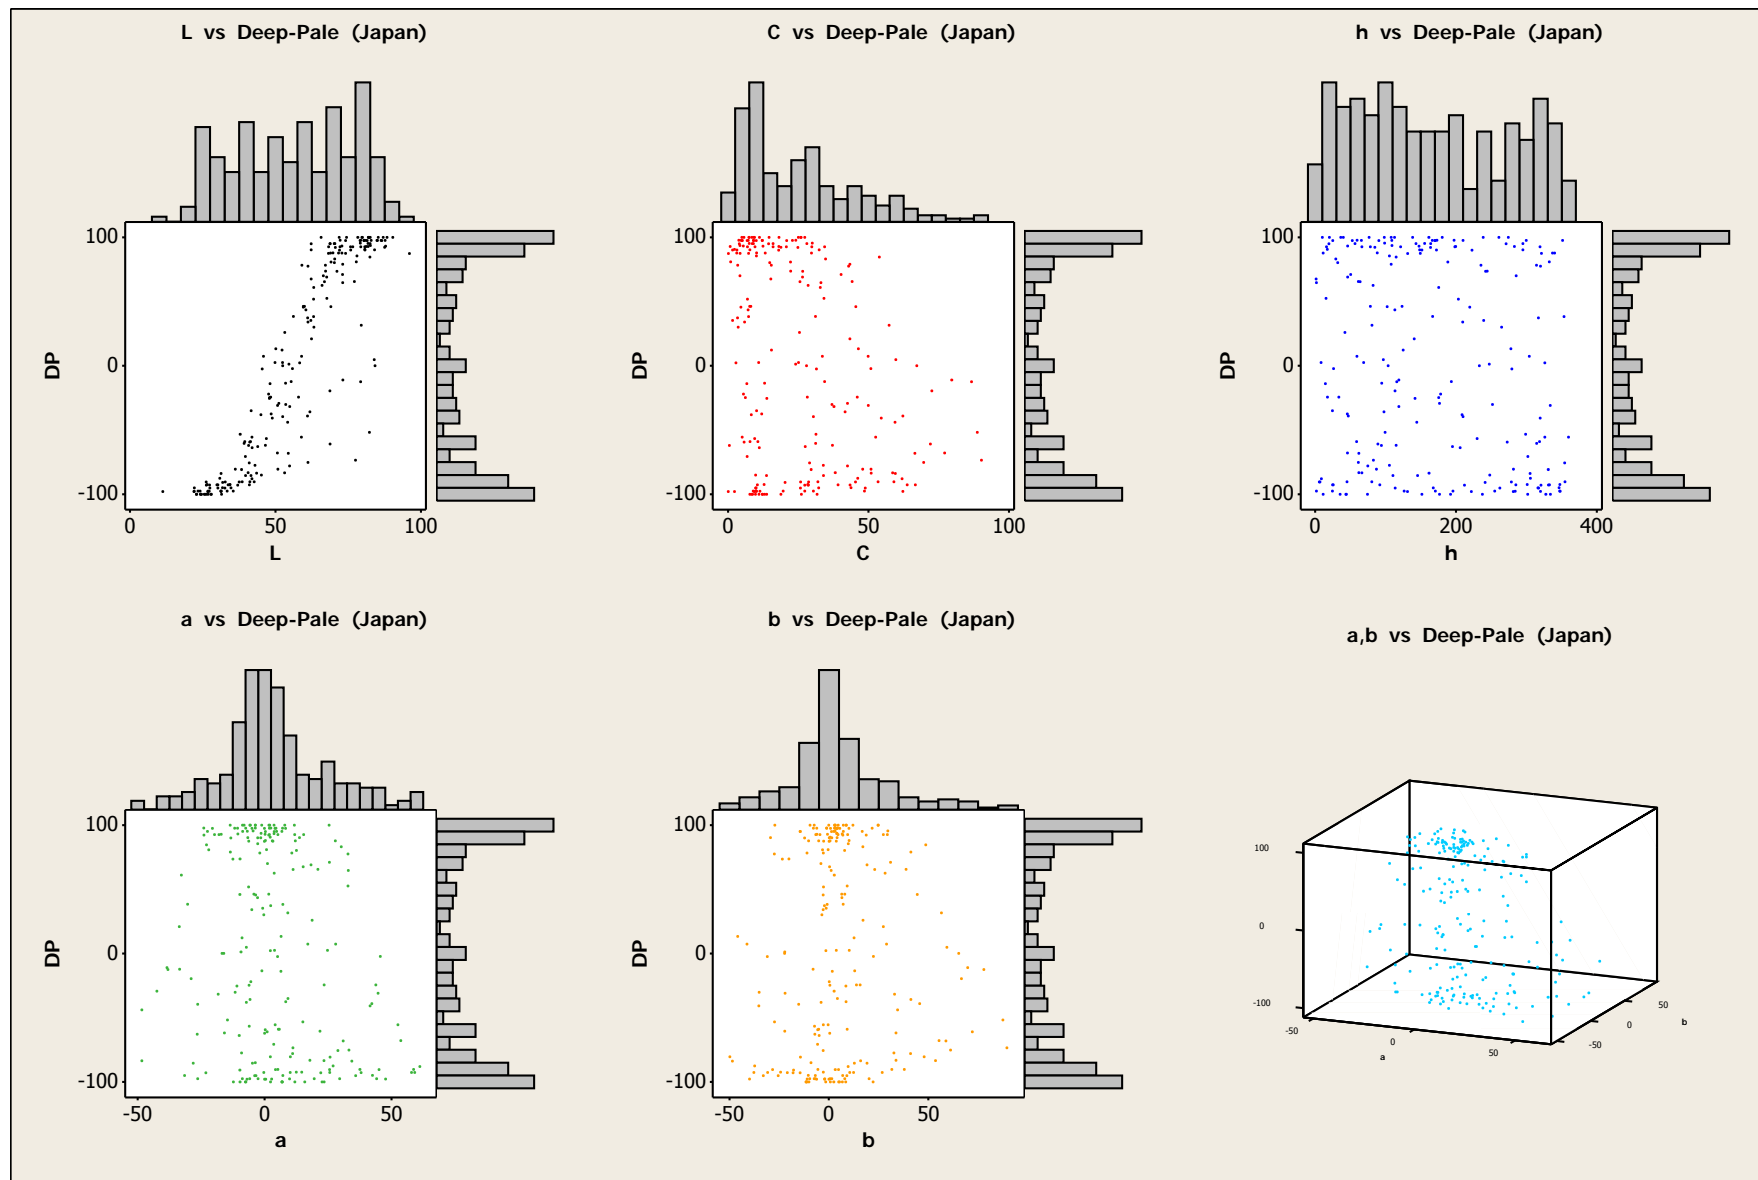 L vs Deep-Pale (Japan)
C vs Deep-Pale (Japan)
h vs Deep-Pale (Japan)
100
0
-100
DP
0 50 100
L
100
0
-100
DP
0 50 100
C
100
0
-100
DP
0 200 400
h
a vs Deep-Pale (Japan)
b vs Deep-Pale (Japan)
a,b vs Deep-Pale (Japan)
100
0
-100
DP
-50 0 50
a
100
0
-100
DP
-50 0 50
b
100
0
-100
-50 0 50
a
-50 0 50
b